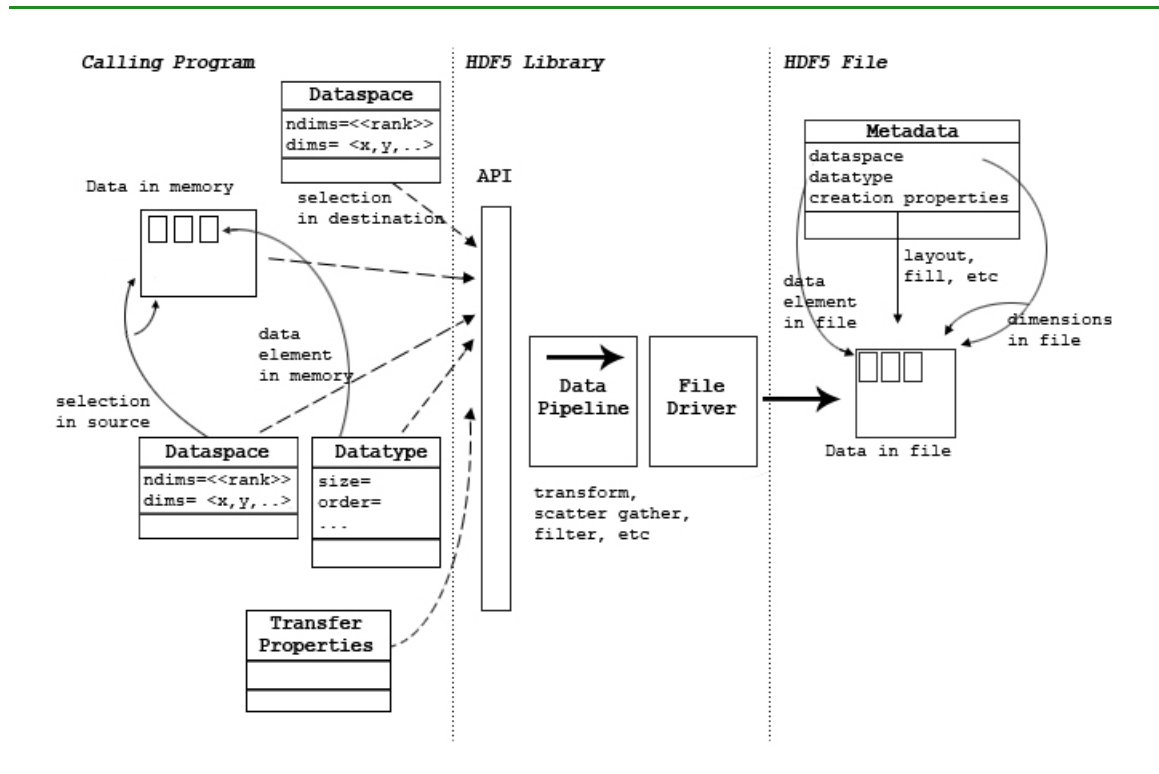 Calling Program
HDF5 Library
HDF5 File
Dataspace
ndims=<<rank>>
dims= <x,y,..>
selection
in destination
Data in memory
data
element
in memory
selection
in source
Dataspace
ndims=<<rank>>
dims= <x,y,..>
Datatype
size=
order=
...
Transfer
Properties
API
Data
Pipeline
File
Driver
transform,
scatter gather,
filter, etc
Metadata
dataspace
datatype
creation properties
layout,
fill, etc
data
element
in file
dimensions
in file
Data in file